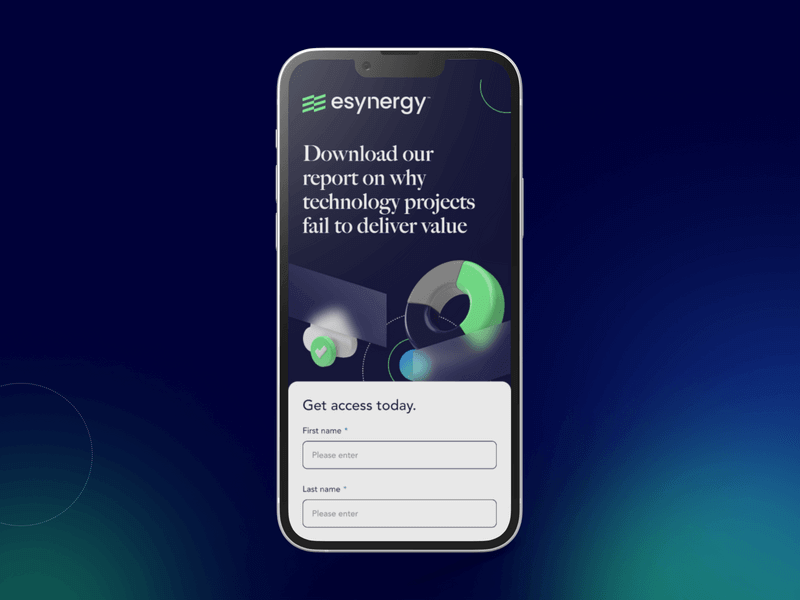 esynergy™
Download our
report on why
technology projects
fail to deliver value
Get access today.
First name *
Please enter
Last name *
Please enter